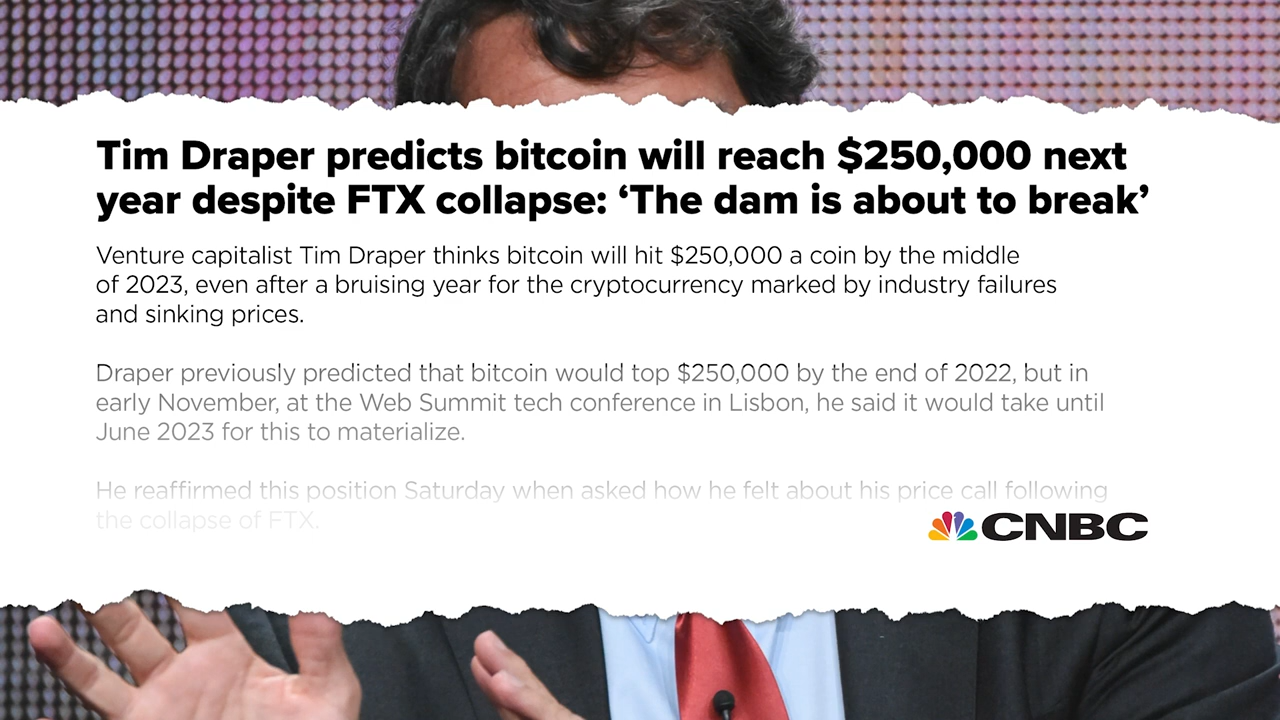 Tim Draper predicts bitcoin will reach $250,000 next
year despite FTX collapse: ‘The dam is about to break’
Venture capitalist Tim Draper thinks bitcoin will hit $250,000 a coin by the middle
of 2023, even after a bruising year for the cryptocurrency marked by industry failures
and sinking prices.
Draper previously predicted that bitcoin would top $250,000 by the end of 2022, but in
early November, at the Web Summit tech conference in Lisbon, he said it would take until
June 2023 for this to materialize.
He reaffirmed this position Saturday when asked how he felt about his price call following
the collapse of FTX.
CNBC